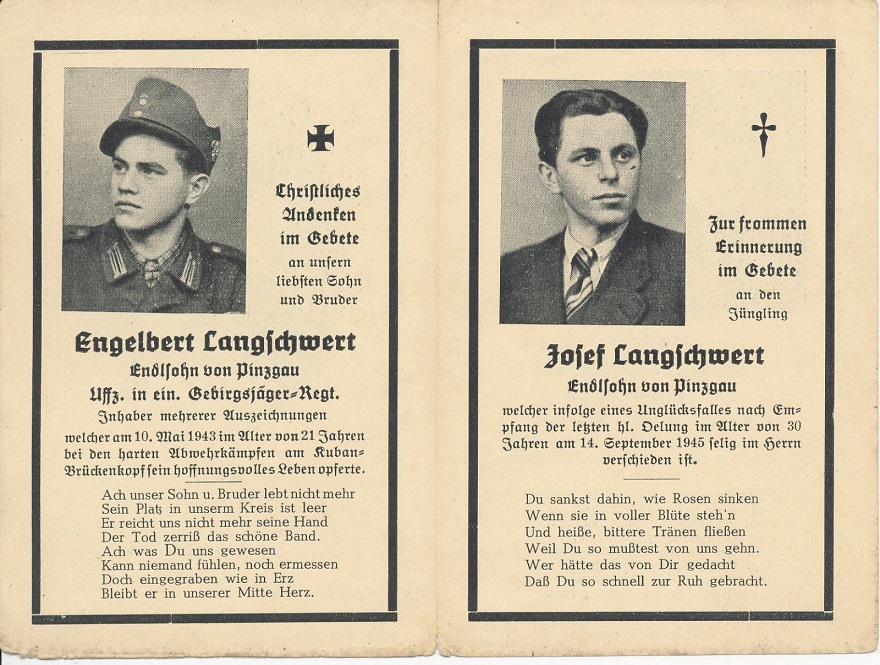 Christliches
Andenken
im Gebete
an unsern
liebsten Sohn
und Bruder
Engelbert Langschwert
Endlsohn von Pinzgau
Uffz. in ein. Gebirgsjäger-Regt.
Inhaber mehrerer Auszeichnungen
welcher am 10. Mai 1943 im Alter von 21 Jahren
bei den harten Abwehrkämpfen am Kuban-
Brückenkopf sein hoffnungsvolles Leben opferte.
Ach unser Sohn u. Bruder lebt nicht mehr
Sein Platz in unserm Kreis ist leer
Er reicht uns nicht mehr seine Hand
Der Tod zerriß das schöne Band.
Ach was Du uns gewesen
Kann niemand fühlen, noch ermessen
Doch eingegraben wie in Erz
Bleibt er in unserer Mitte Herz.
Zur frommen
Erinnerung
im Gebete
an den
Jüngling
Josef Langschwert
Endlsohn von Pinzgau
welcher infolge eines Unglücksfalles nach Em-
pfang der letzten hl. Oelung im Alter von 30
Jahren am 14. September 1945 selig im Herrn
verschieden ist.
Du sankst dahin, wie Rosen sinken
Wenn sie in voller Blüte steh'n
Und heiße, bittere Tränen fließen
Weil Du so mußtest von uns gehn.
Wer hätte das von Dir gedacht
Daß Du so schnell zur Ruh gebracht.